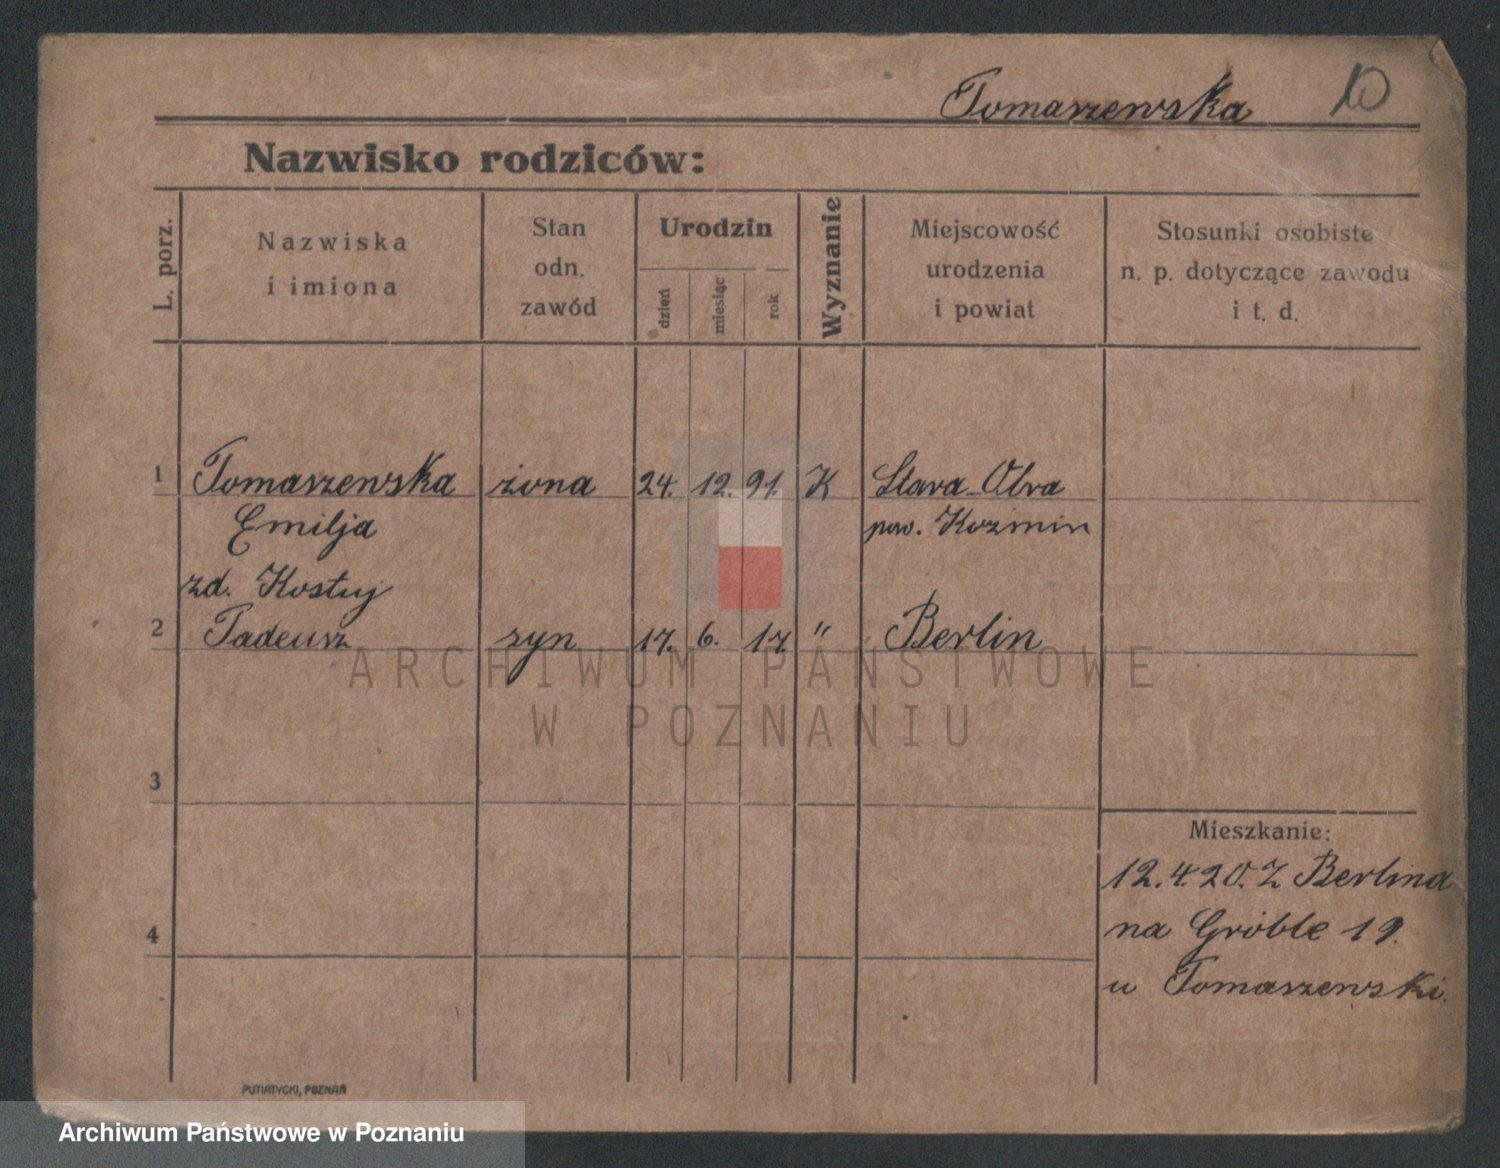 Tomaszewska 10
Nazwisko rodziców:
L. porz.
Nazwiska
i imiona
Stan
odn.
zawód
Urodzin
dzień
miesiąc
rok
Wyznanie
Miejscowość
urodzenia
i powiat
Stosunki osobiste
n. p. dotyczące zawodu
i t. d.
1 Tomaszewska żona 24. 12. 91. K Stara Obra
Emilja pow. Kozmin
zd. Kostuj
2 Tadeusz syn 17. 6. 17. " Berlin
ARCHIWUM PAŃSTWOWE
W POZNANIU
3
Mieszkanie:
12.4.20. Z Berlina
4 na Gróble 19.
u Tomaszewski.
PUTIATYCKI, POZNAŃ
Archiwum Państwowe w Poznaniu